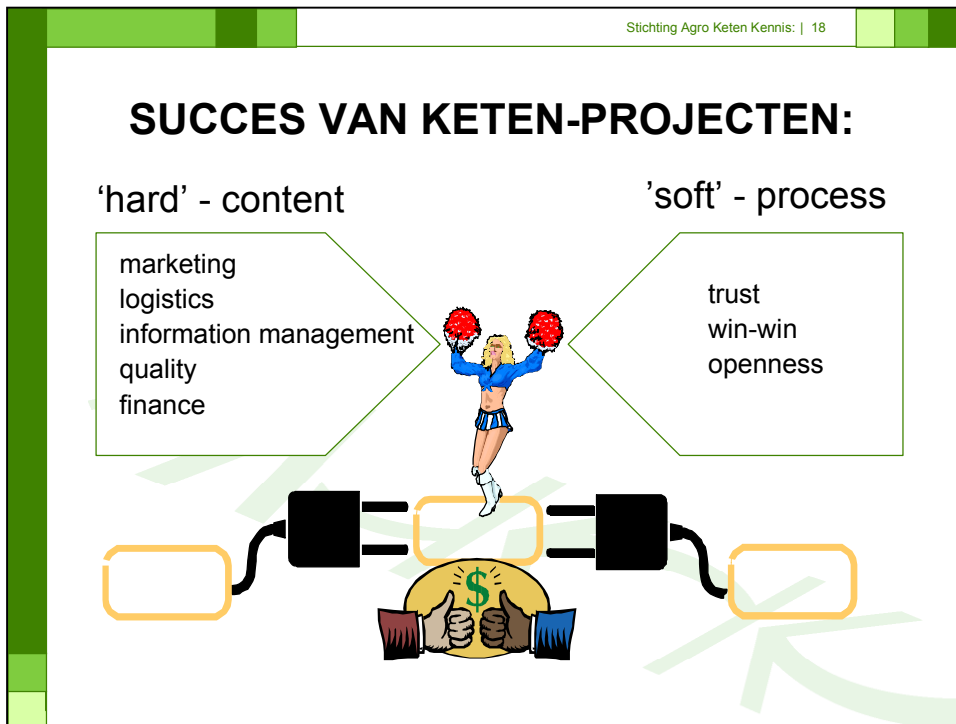 Stichting Agro Keten Kennis: | 18
SUCCES VAN KETEN-PROJECTEN:
‘hard’ - content
marketing
logistics
information management
quality
finance
’soft’ - process
trust
win-win
openness
$